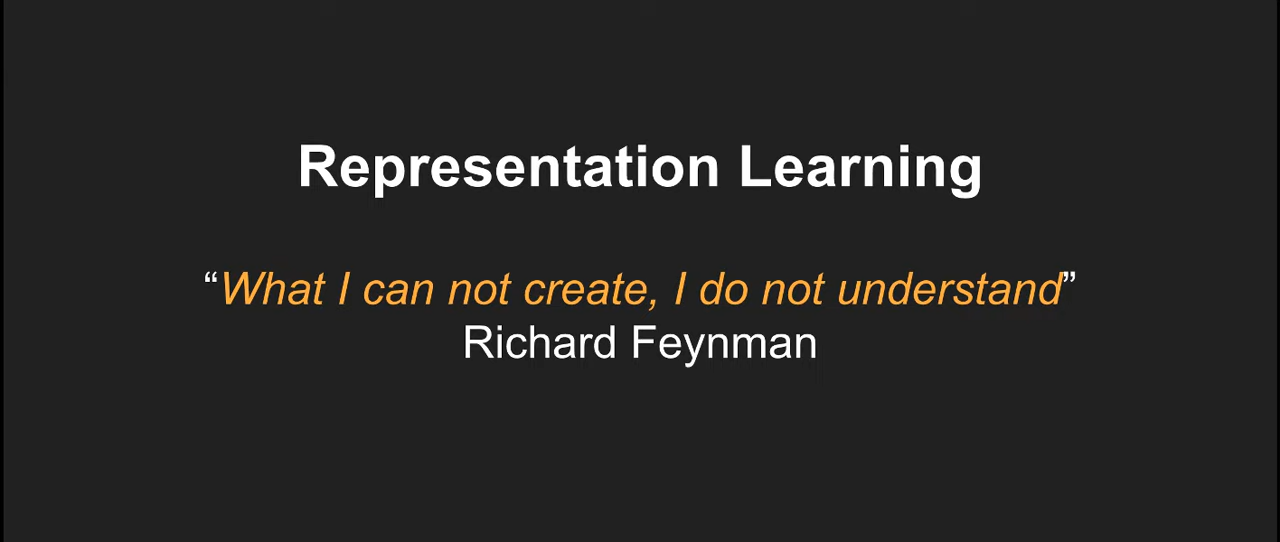 Representation Learning
“What I can not create, I do not understand”
Richard Feynman